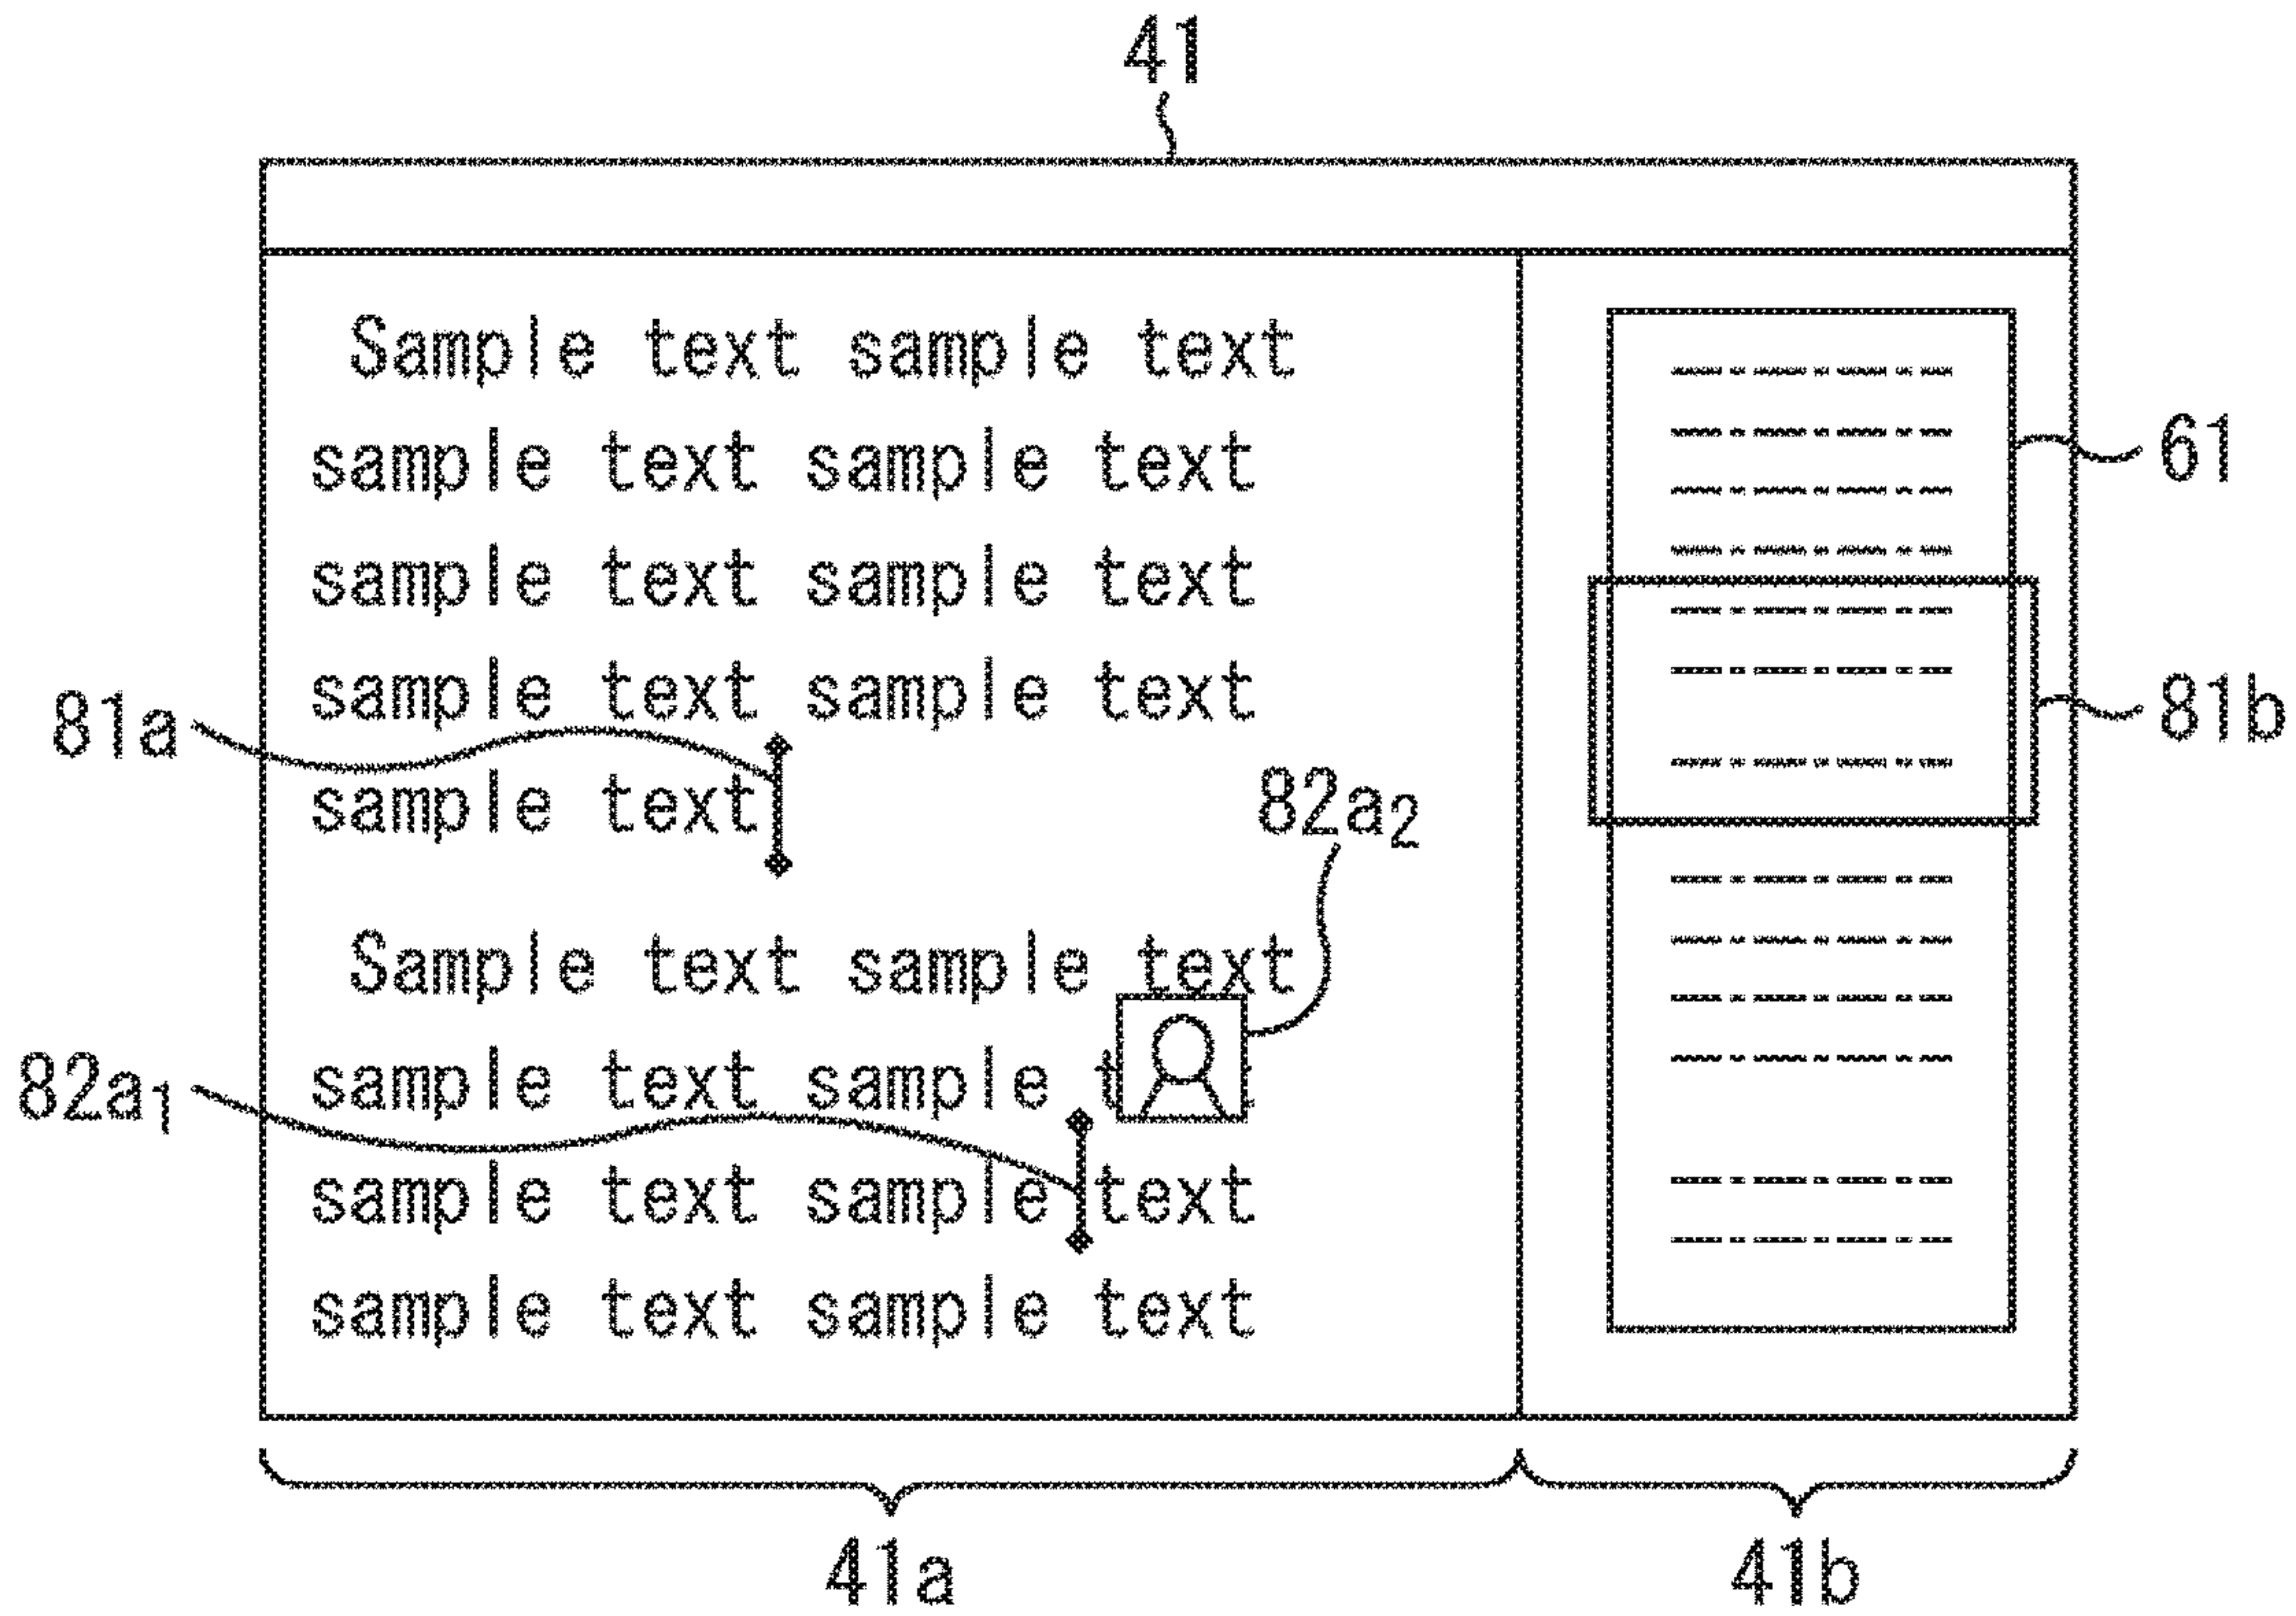 41
Sample text sample text
sample text sample text
61
sample text sample text
sample text sample text
81a
81b
sample text
82a2
Sample text sample text
82a1
sample text sample t
sample text sample text
sample text sample text
41a
41b